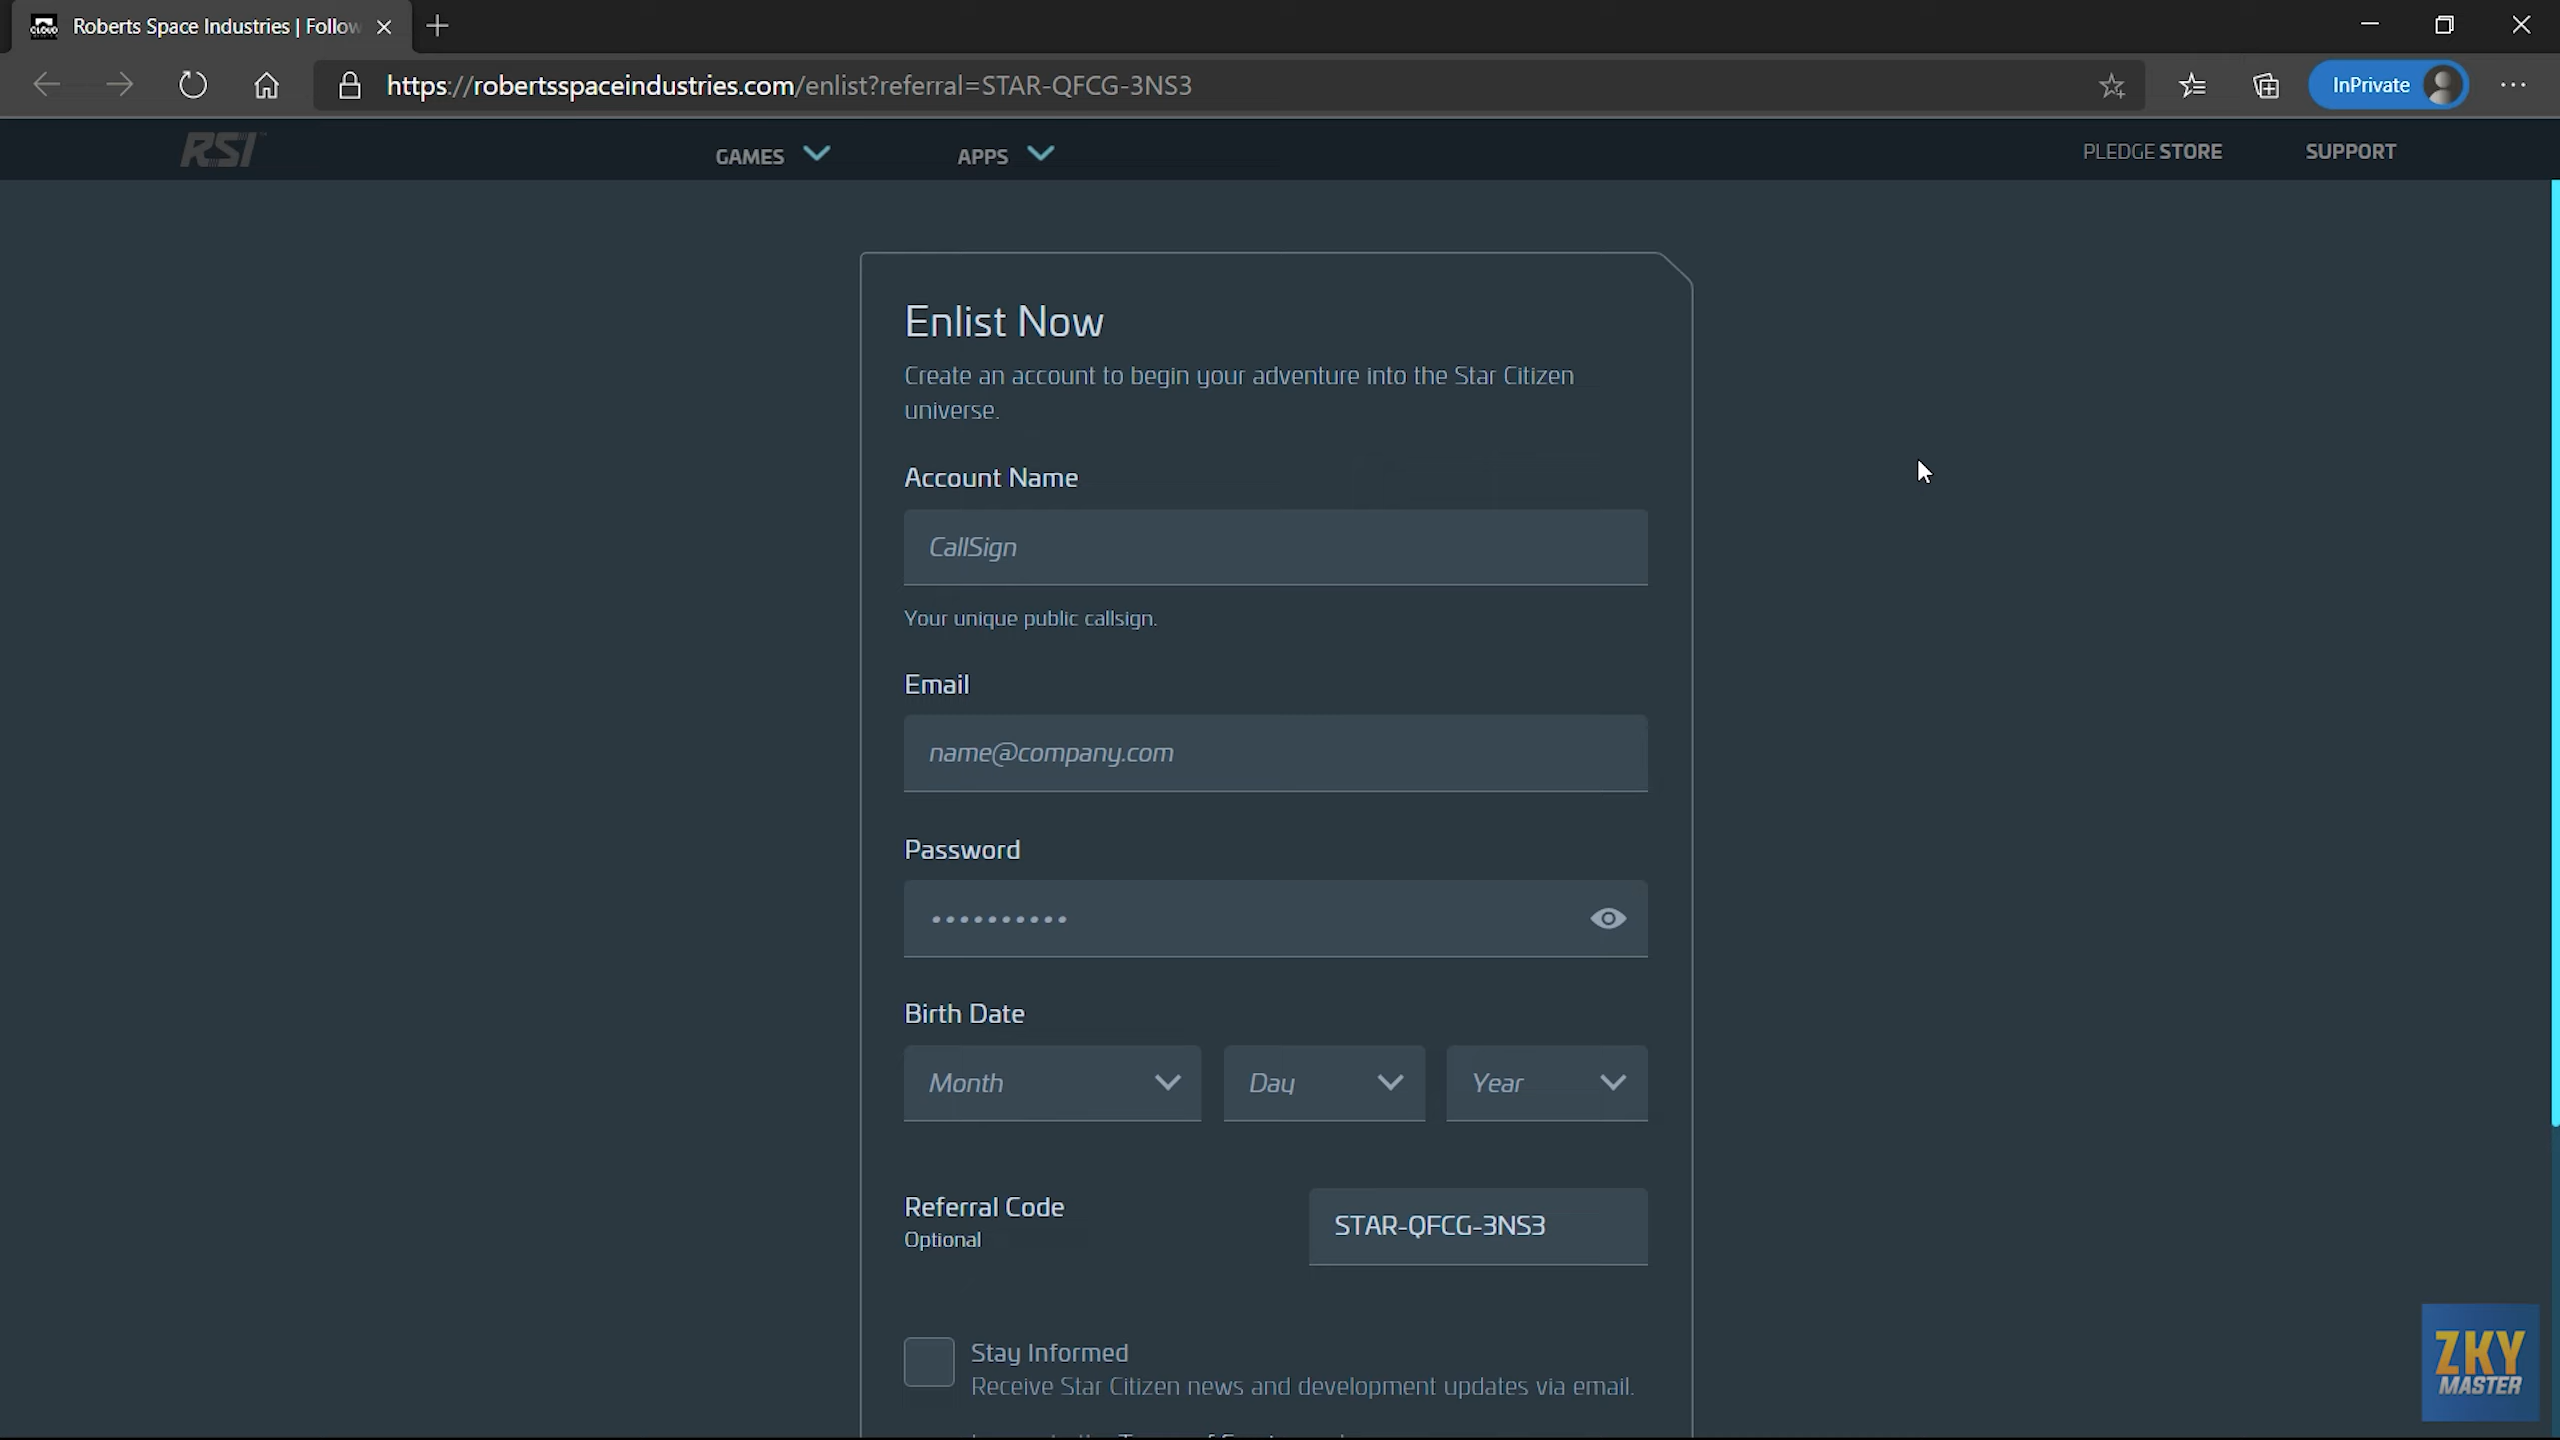 Roberts Space Industries | Follow
https://robertsspaceindustries.com/enlist?referral=STAR-QFCG-3NS3
InPrivate
RSI
GAMES
APPS
PLEDGE STORE
SUPPORT
Enlist Now
Create an account to begin your adventure into the Star Citizen
universe.
Account Name
CallSign
Your unique public callsign.
Email
name@company.com
Password
Birth Date
Month
Day
Year
Referral Code
STAR-QFCG-3NS3
Optional
Stay Informed
Receive Star Citizen news and development updates via email.
ZKY
MASTER